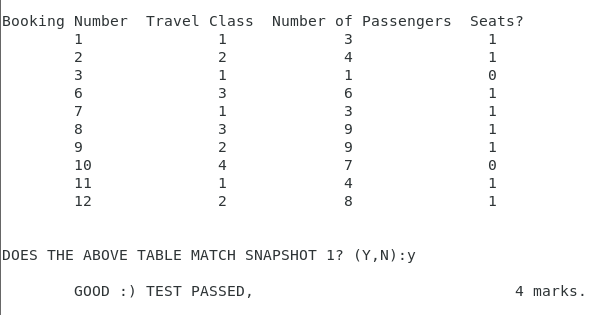 Booking Number  Travel Class  Number of Passengers  Seats?
        1               1             3               1
        2               2             4               1
        3               1             1               0
        6               3             6               1
        7               1             3               1
        8               3             9               1
        9               2             9               1
        10              4             7               0
        11              1             4               1
        12              2             8               1
DOES THE ABOVE TABLE MATCH SNAPSHOT 1? (Y,N):y
        GOOD :) TEST PASSED,                             4 marks.